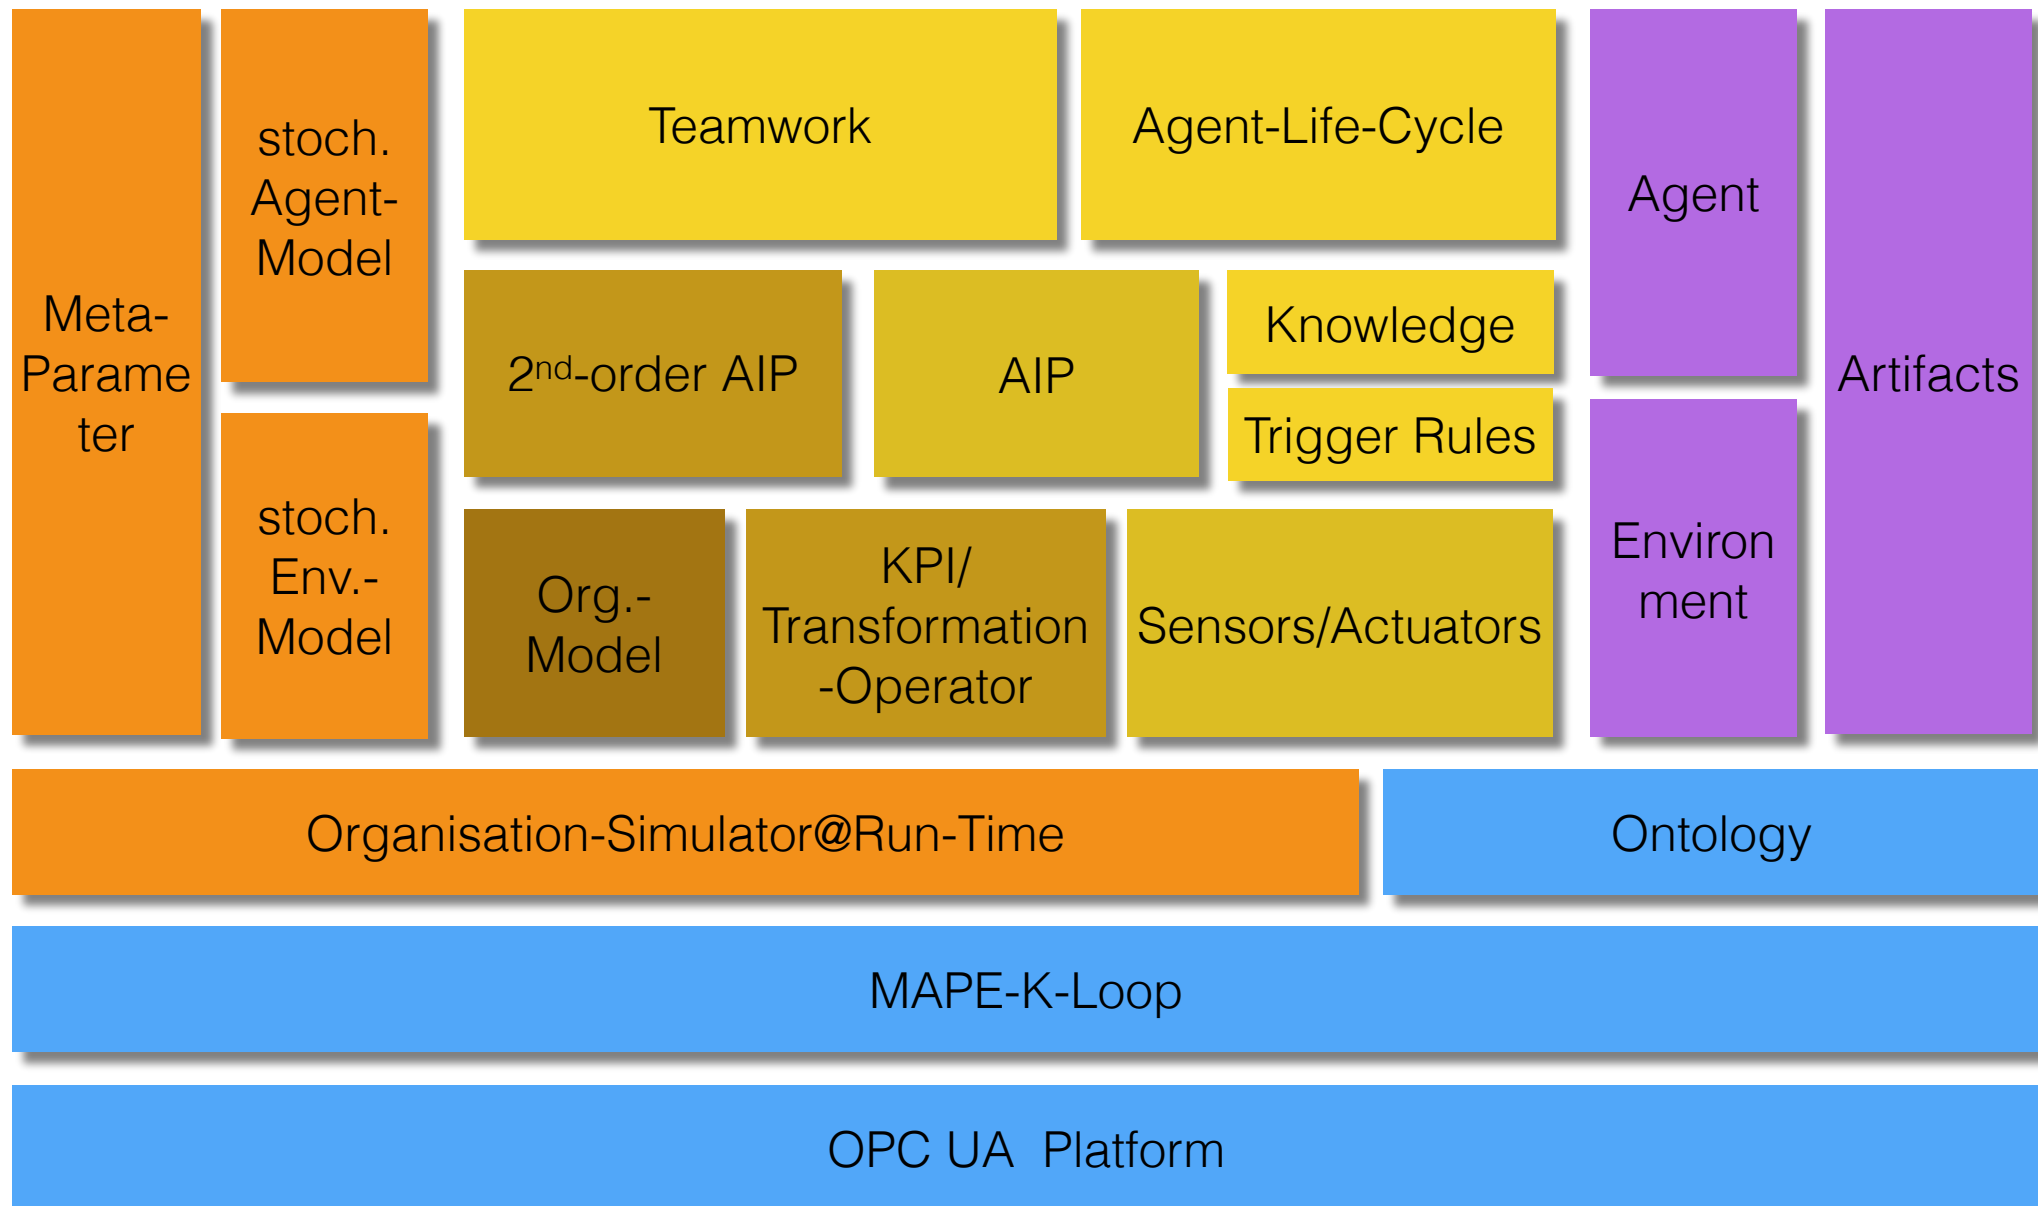 Meta-
Parame
ter
stoch.
Agent-
Model
stoch.
Env.-
Model
Teamwork
Agent-Life-Cycle
2nd-order AIP
AIP
Knowledge
Trigger Rules
Org.-
Model
KPI/
Transformation
-Operator
Sensors/Actuators
Agent
Environ
ment
Artifacts
Organisation-Simulator@Run-Time
Ontology
MAPE-K-Loop
OPC UA  Platform